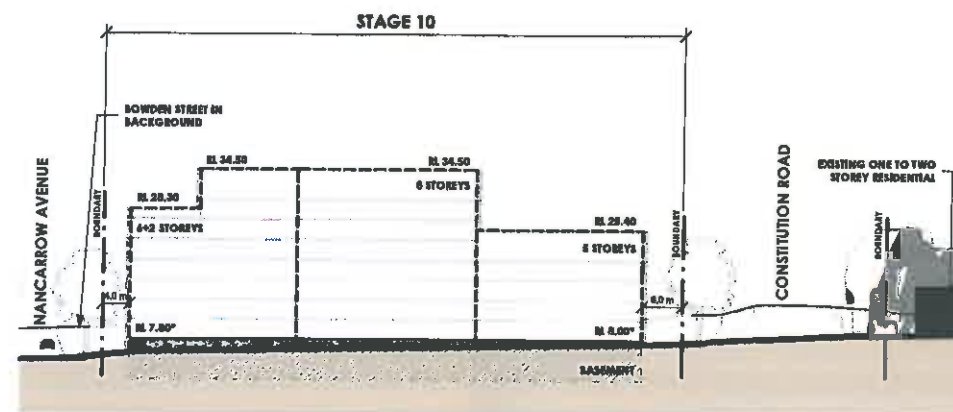 STAGE 10
BOWDEN STREET IN
BACKGROUND
NANCARROW AVENUE
BOUNDARY
RL 34.50
RL 34.50
8 STOREYS
RL 28.30
6+2 STOREYS
RL 25.40
5 STOREYS
BOUNDARY
CONSTITUTION ROAD
EXISTING ONE TO TWO
STOREY RESIDENTIAL
BOUNDARY
4.0 m
6.0 m
RL 7.80*
RL 8.00*
BASEMENT